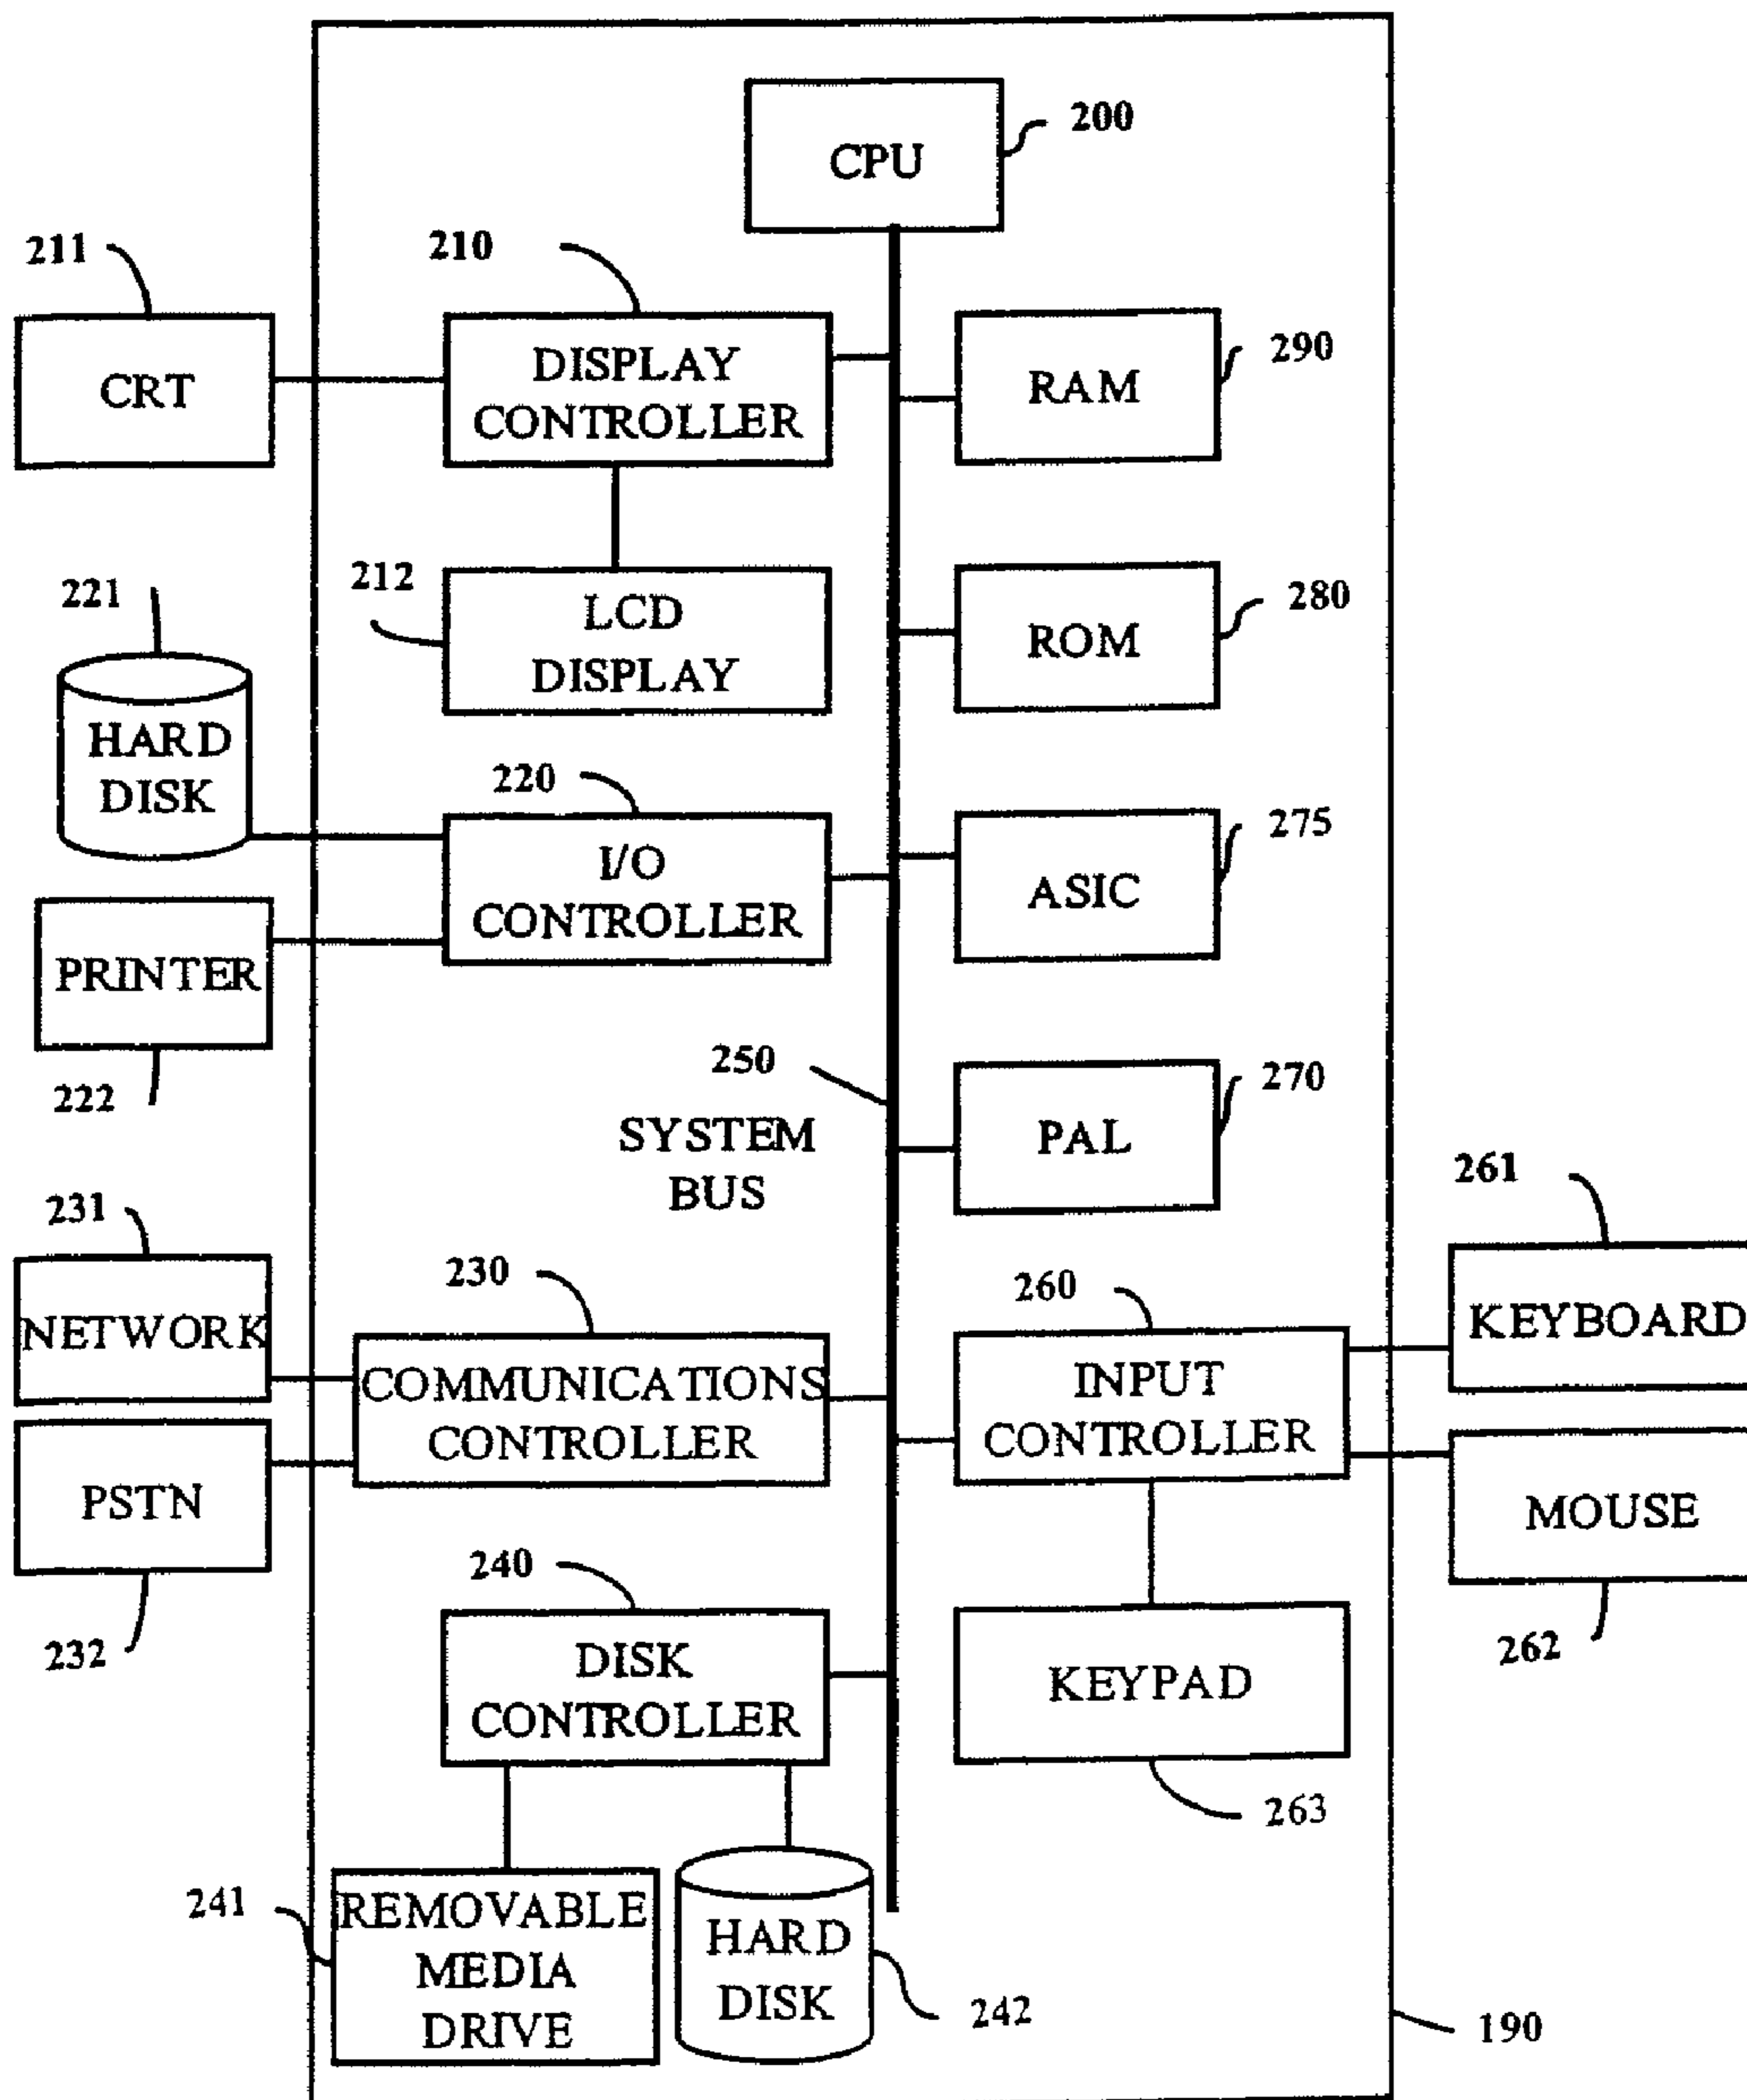 CPU
200
211
210
CRT
DISPLAY
CONTROLLER
RAM
290
221
212
LCD
DISPLAY
ROM
280
HARD
DISK
220
I/O
CONTROLLER
ASIC
275
PRINTER
222
250
SYSTEM
BUS
PAL
270
231
NETWORK
230
COMMUNICATIONS
CONTROLLER
260
INPUT
CONTROLLER
261
KEYBOARD
PSTN
232
MOUSE
262
240
DISK
CONTROLLER
KEYPAD
263
241
REMOVABLE
MEDIA
DRIVE
HARD
DISK
242
190